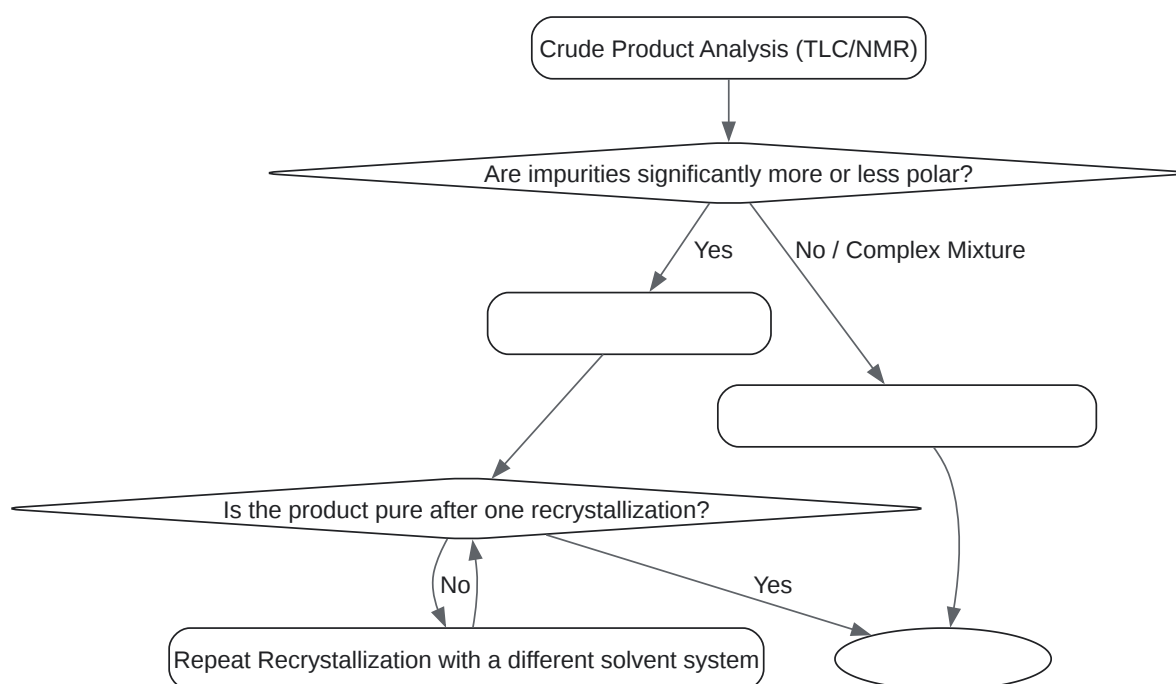 Crude Product Analysis (TLC/NMR)
Are impurities significantly more or less polar?
Yes
No / Complex Mixture
Is the product pure after one recrystallization?
No
Yes
Repeat Recrystallization with a different solvent system